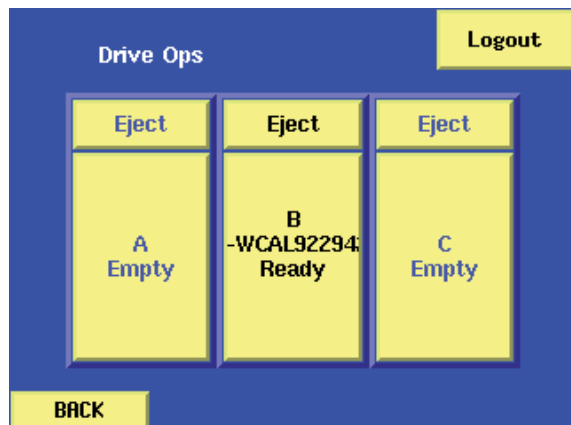 Drive Ops
Logout
Eject
Eject
Eject
A
Empty
B
-WCAL92294
Ready
C
Empty
BACK